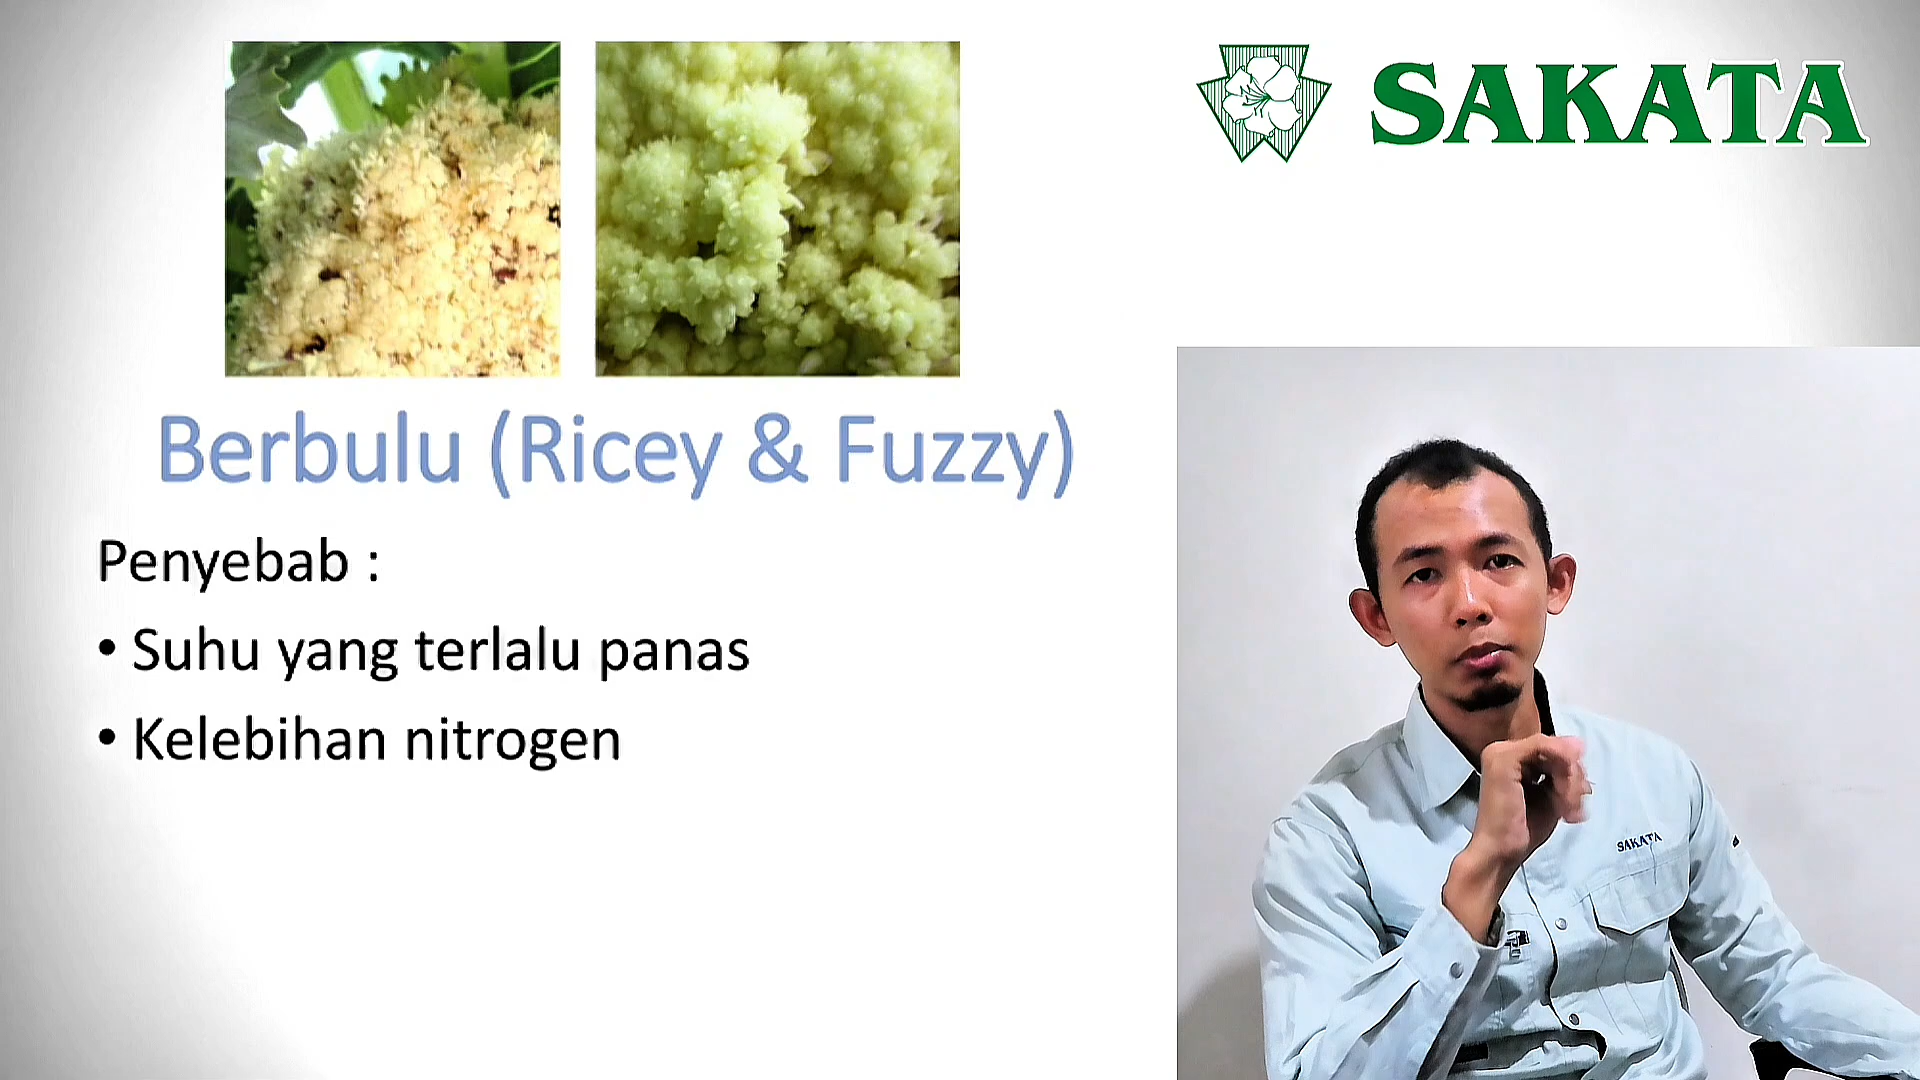 SAKATA
Berbulu (Ricey & Fuzzy)
Penyebab :
• Suhu yang terlalu panas
• Kelebihan nitrogen
SAKATA